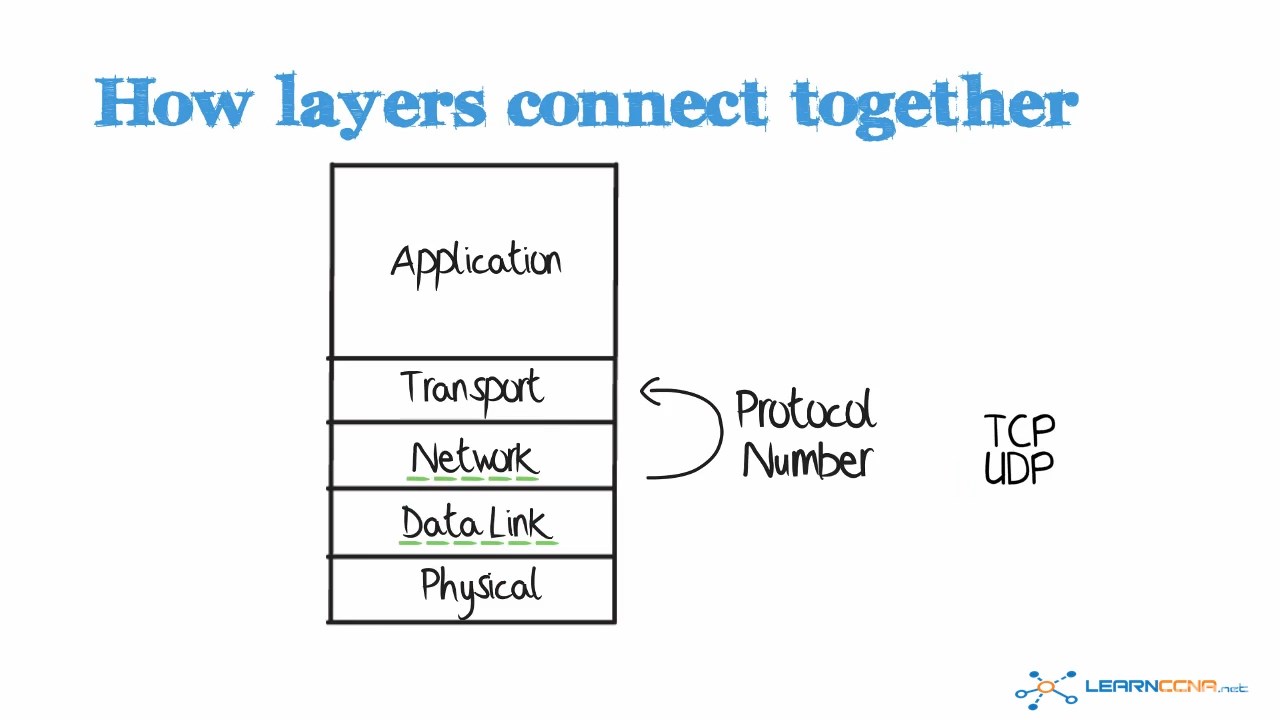 How layers connect together
Application
Transport
Network
Data Link
Physical
Protocol
Number
TCP
UDP
LEARNCCNA.net